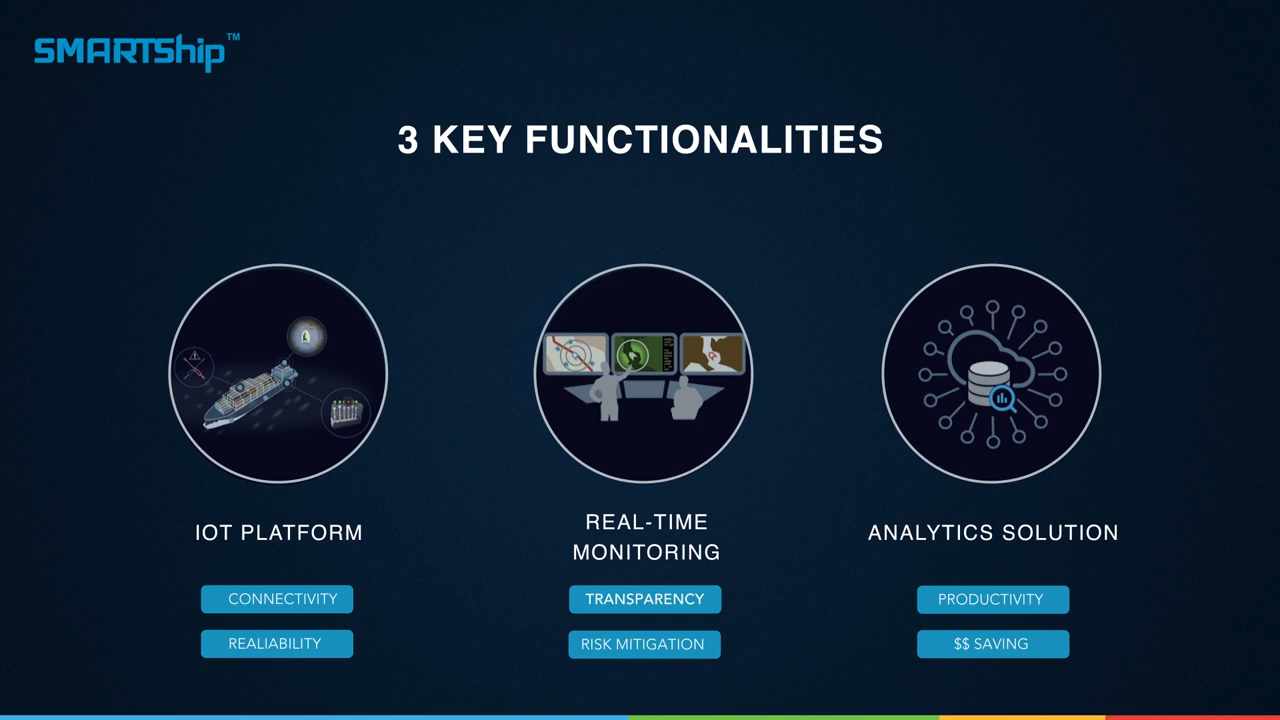 SMARTShip™
3 KEY FUNCTIONALITIES
IOT PLATFORM
CONNECTIVITY
REALIABILITY
REAL-TIME
MONITORING
TRANSPARENCY
RISK MITIGATION
ANALYTICS SOLUTION
PRODUCTIVITY
$$ SAVING